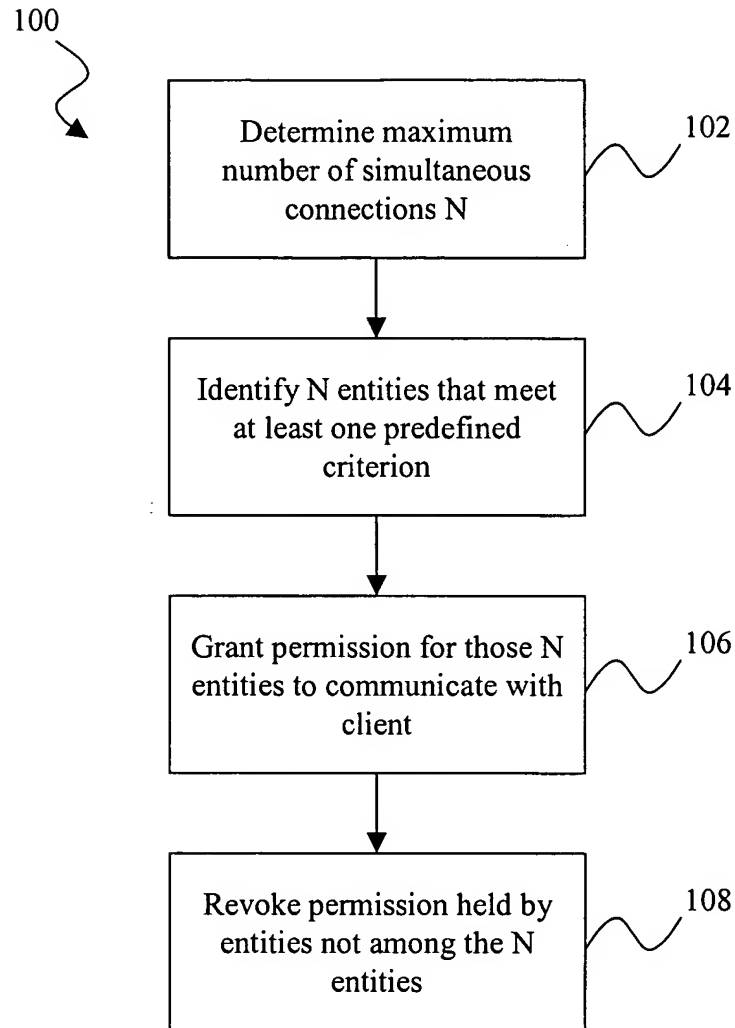 100
Determine maximum
number of simultaneous
connections N
102
Identify N entities that meet
at least one predefined
criterion
104
Grant permission for those N
entities to communicate with
client
106
Revoke permission held by
entities not among the N
entities
108